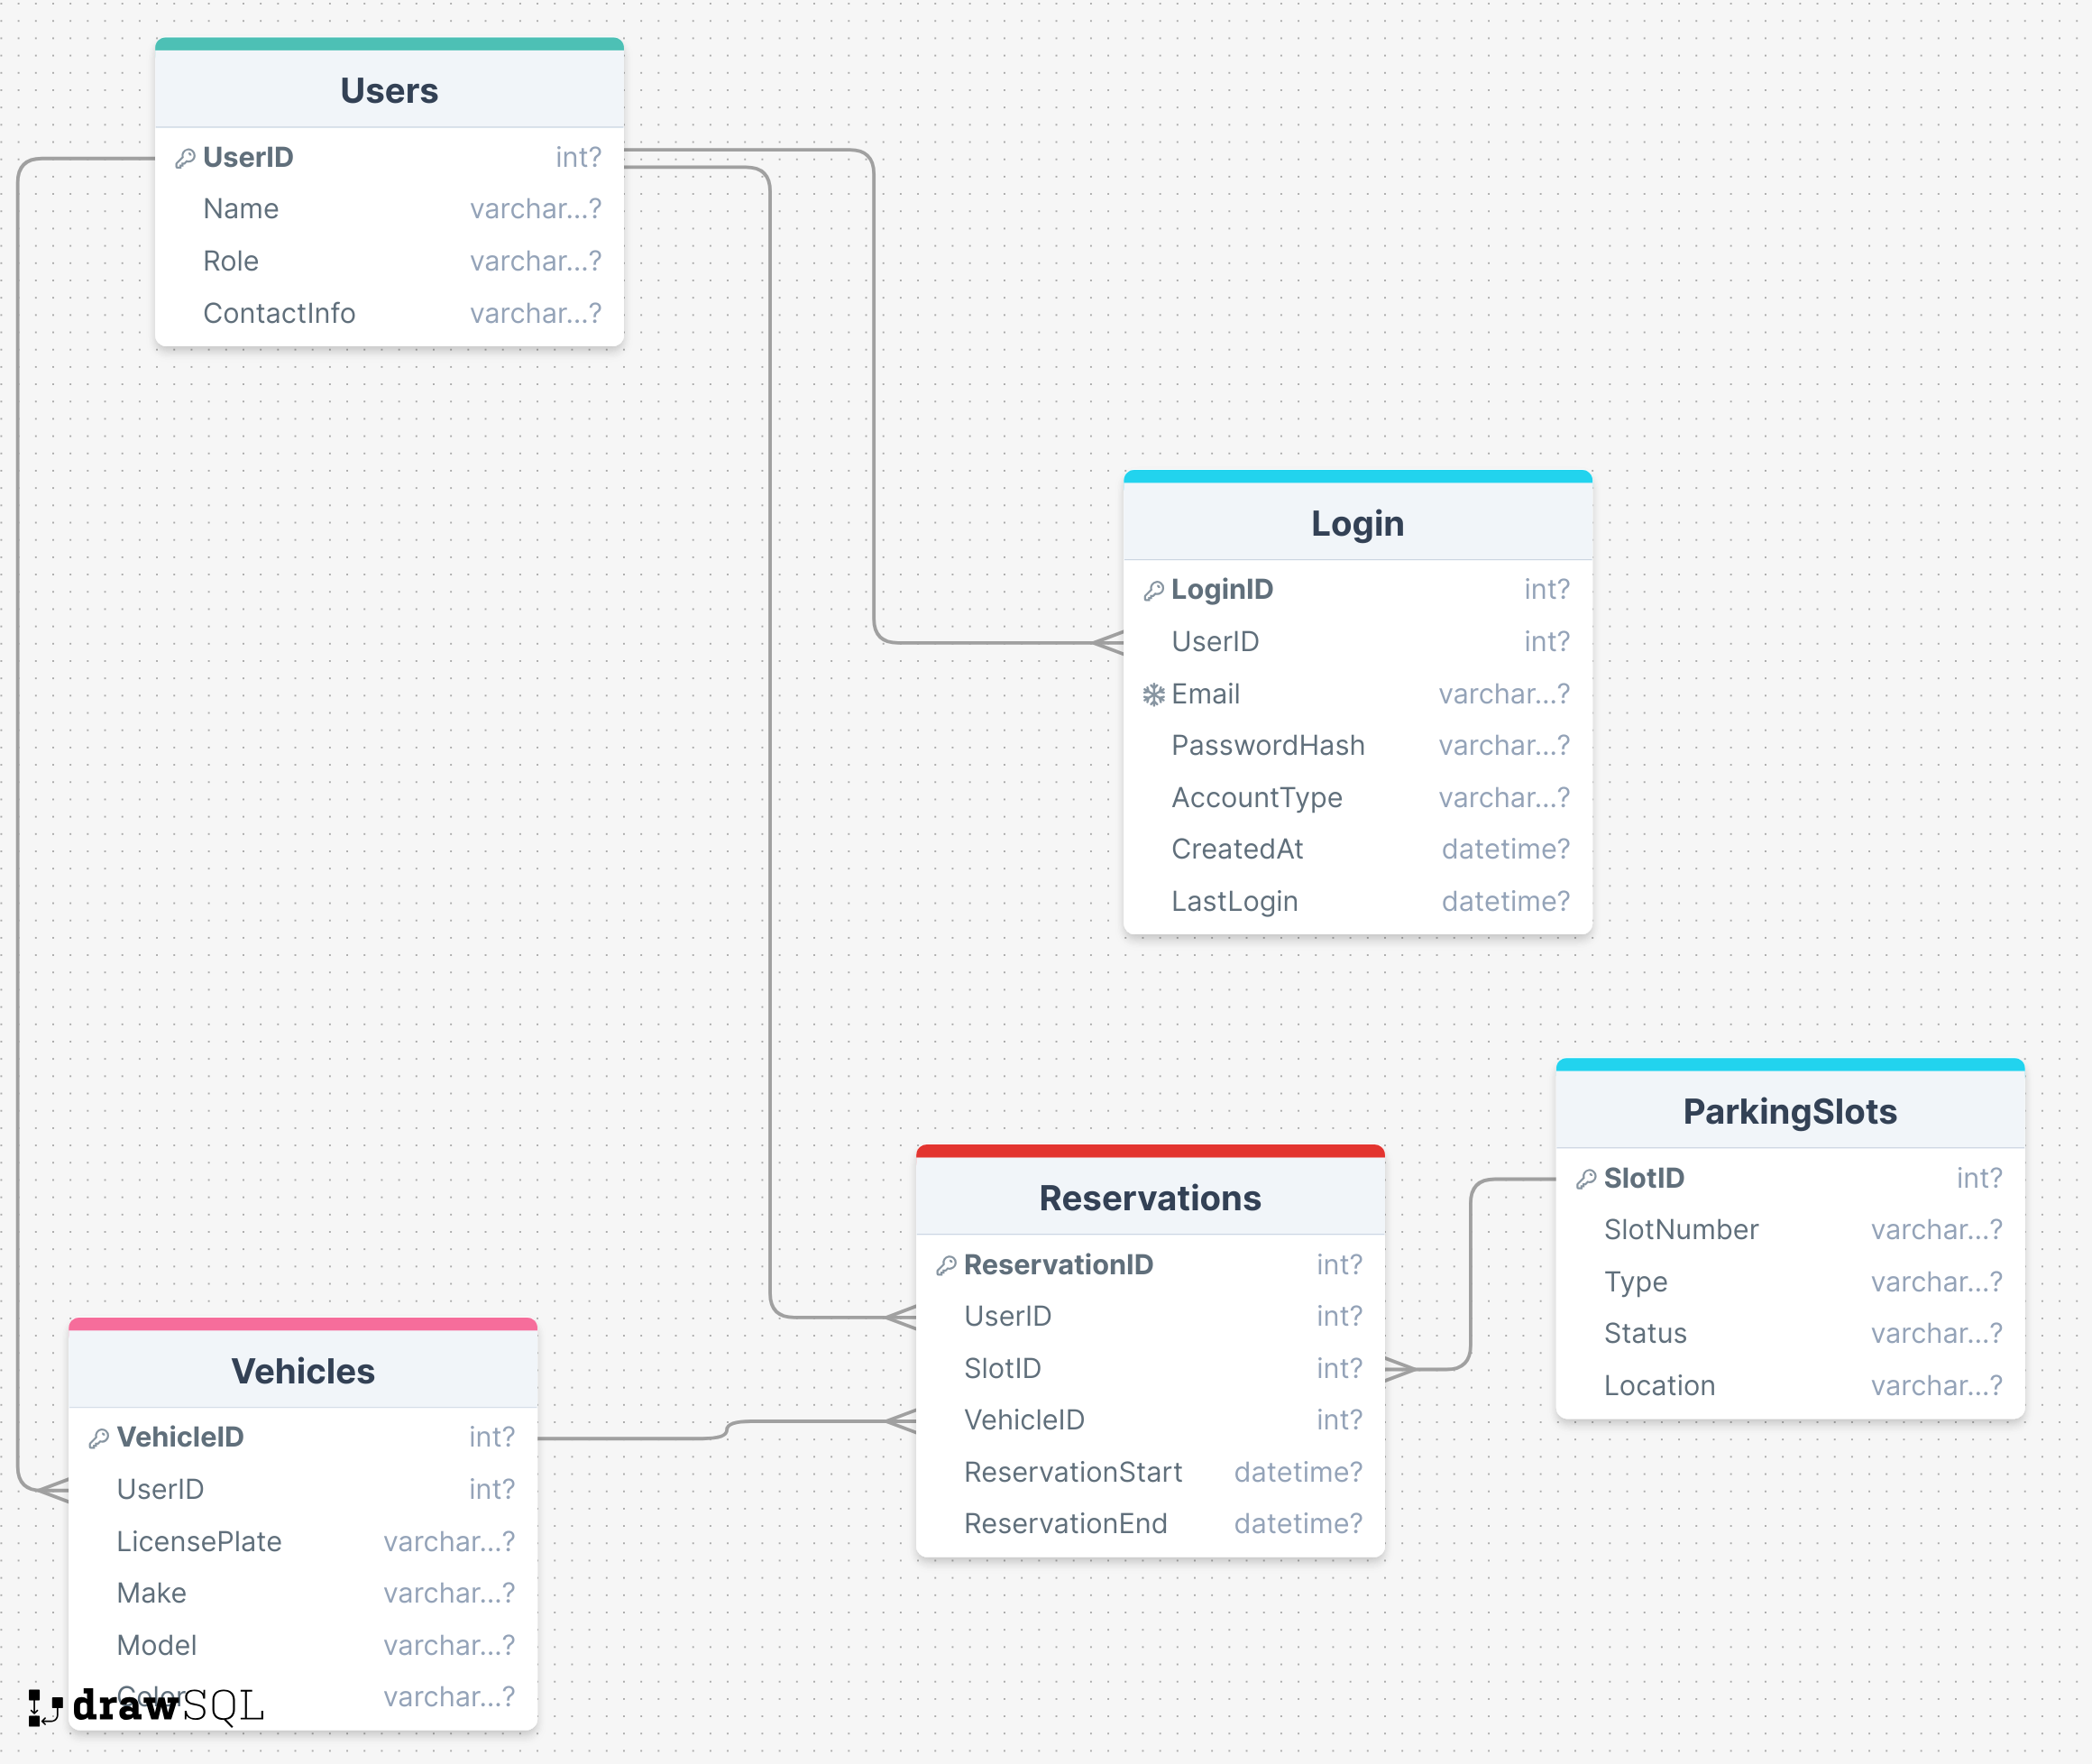 Users
UserID int?
Name varchar...?
Role varchar...?
ContactInfo varchar...?
Login
LoginID int?
UserID int?
Email varchar...?
PasswordHash varchar...?
AccountType varchar...?
CreatedAt datetime?
LastLogin datetime?
ParkingSlots
SlotID int?
SlotNumber varchar...?
Type varchar...?
Status varchar...?
Location varchar...?
Reservations
ReservationID int?
UserID int?
SlotID int?
VehicleID int?
ReservationStart datetime?
ReservationEnd datetime?
Vehicles
VehicleID int?
UserID int?
LicensePlate varchar...?
Make varchar...?
Model varchar...?
Color varchar...?
drawSQL